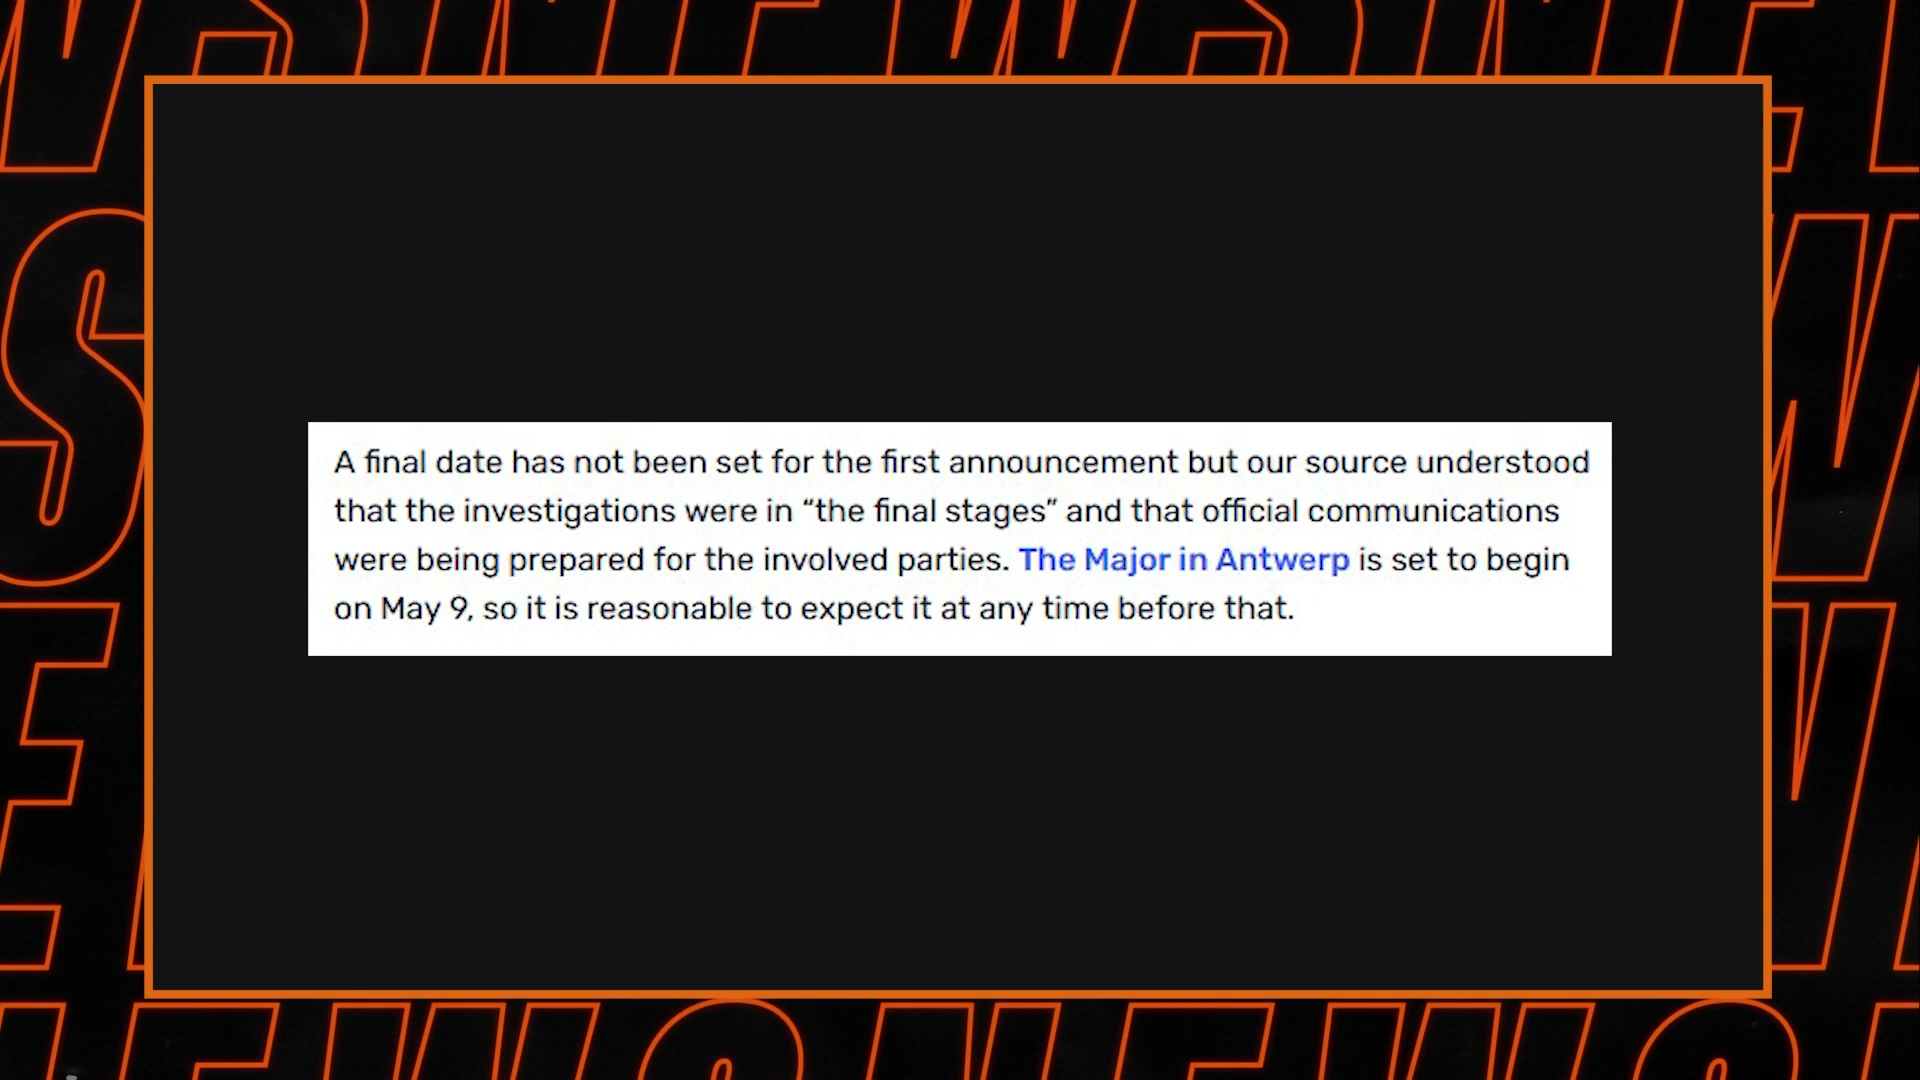 A final date has not been set for the first announcement but our source understood
that the investigations were in “the final stages” and that official communications
were being prepared for the involved parties. The Major in Antwerp is set to begin
on May 9, so it is reasonable to expect it at any time before that.